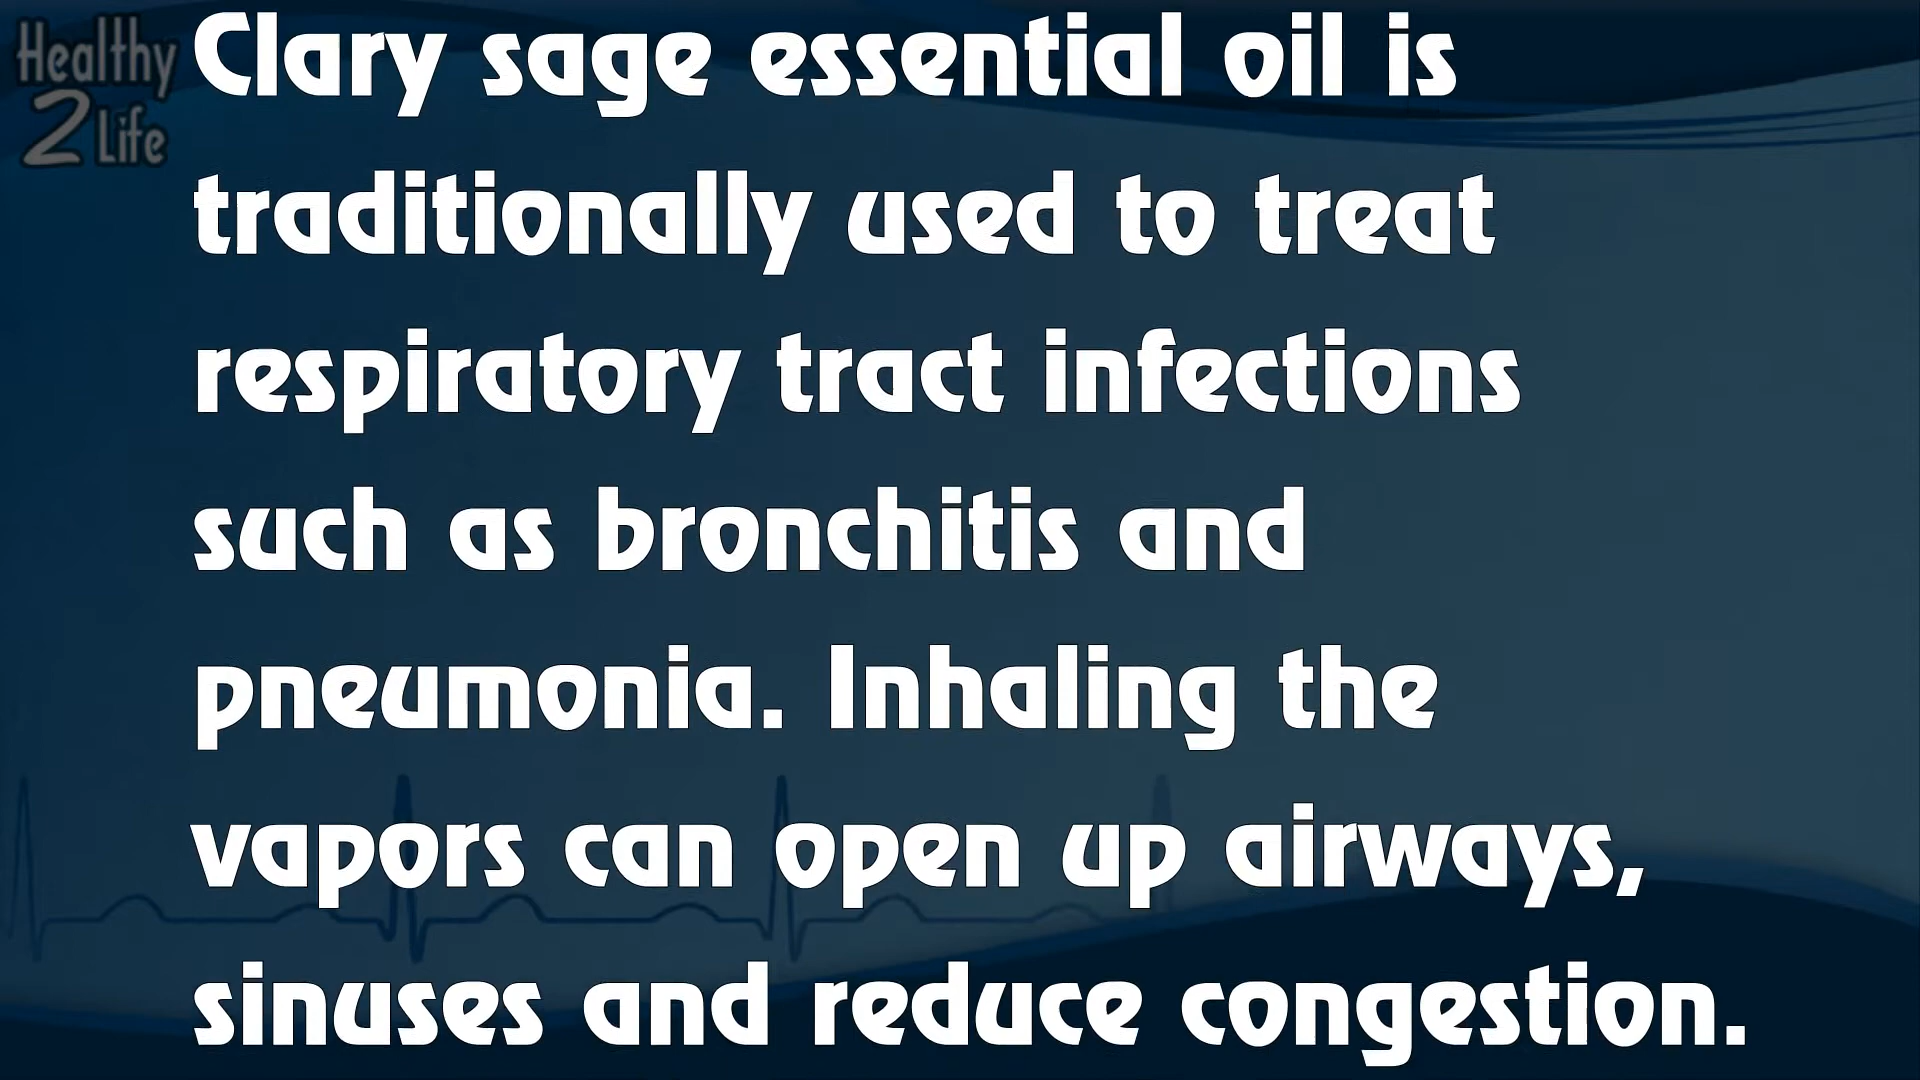 Healthy
2 Life
Clary sage essential oil is
traditionally used to treat
respiratory tract infections
such as bronchitis and
pneumonia. Inhaling the
vapors can open up airways,
sinuses and reduce congestion.